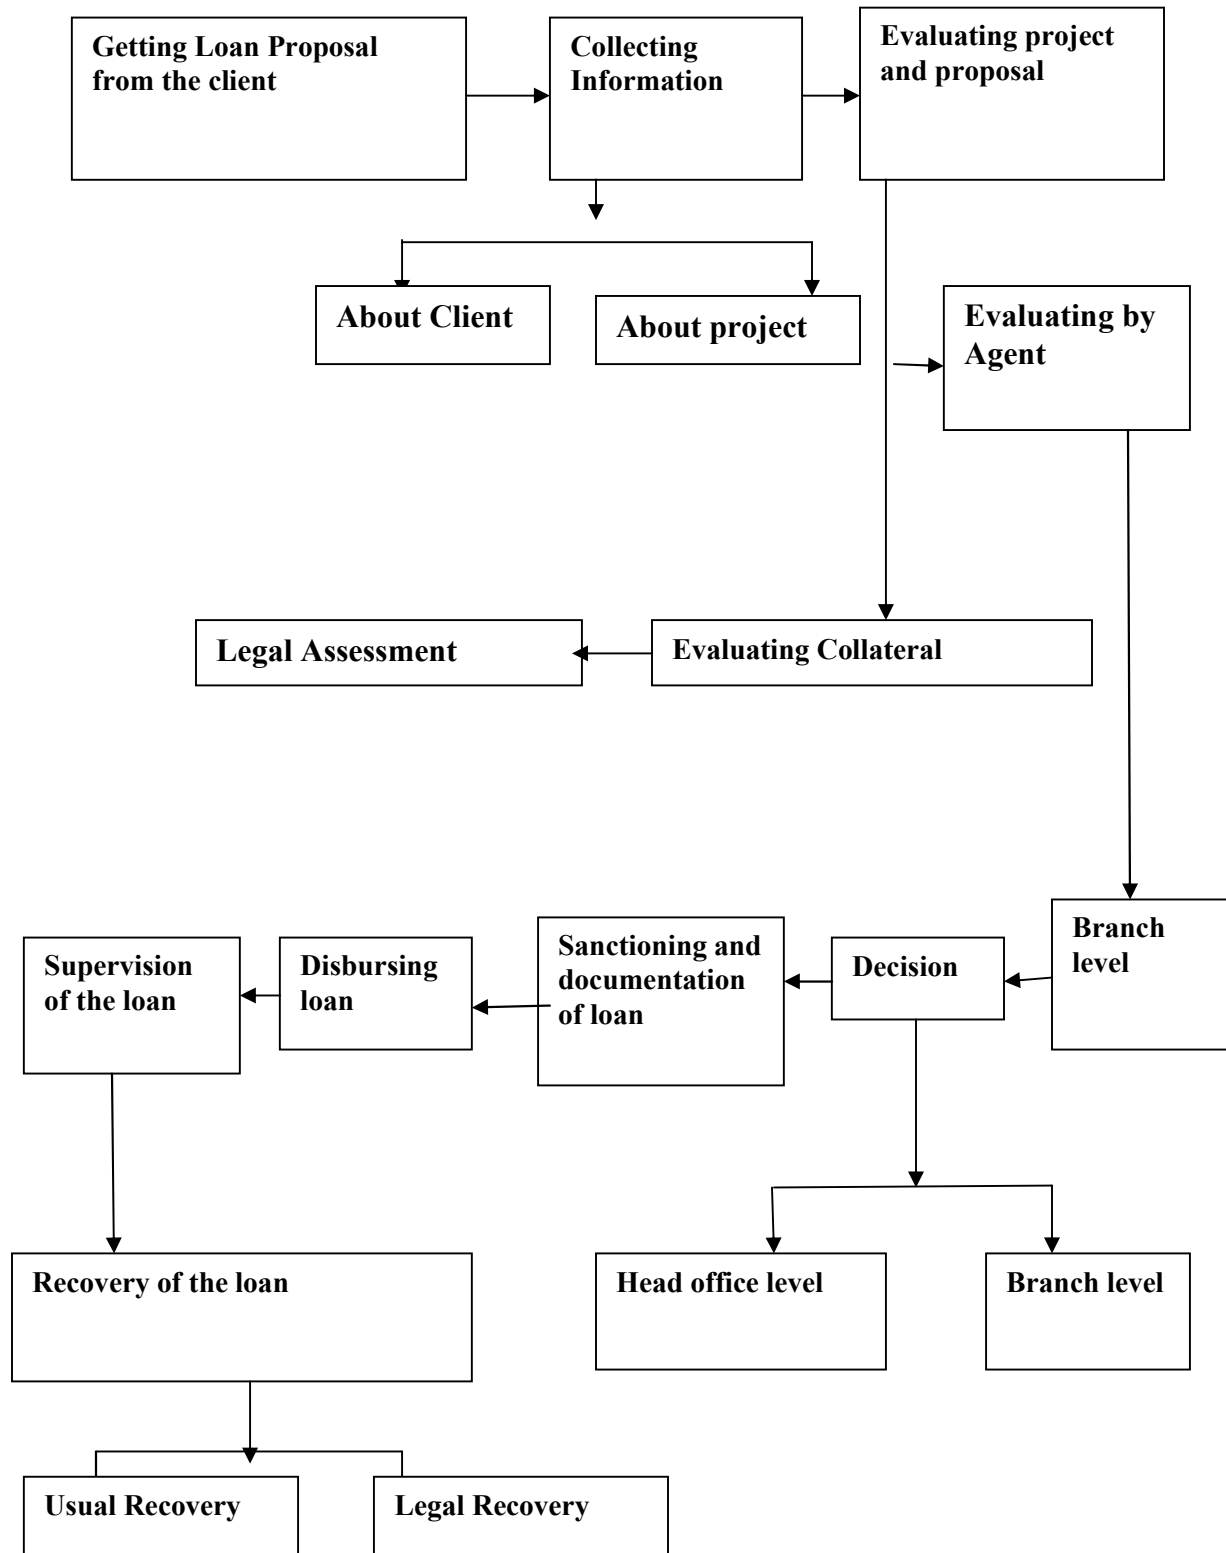 Getting Loan Proposal
from the client
Collecting
Information
Evaluating project
and proposal
About Client
About project
Evaluating by
Agent
Legal Assessment
Evaluating Collateral
Supervision
of the loan
Disbursing
loan
Sanctioning and
documentation
of loan
Decision
Branch
level
Recovery of the loan
Head office level
Branch level
Usual Recovery
Legal Recovery